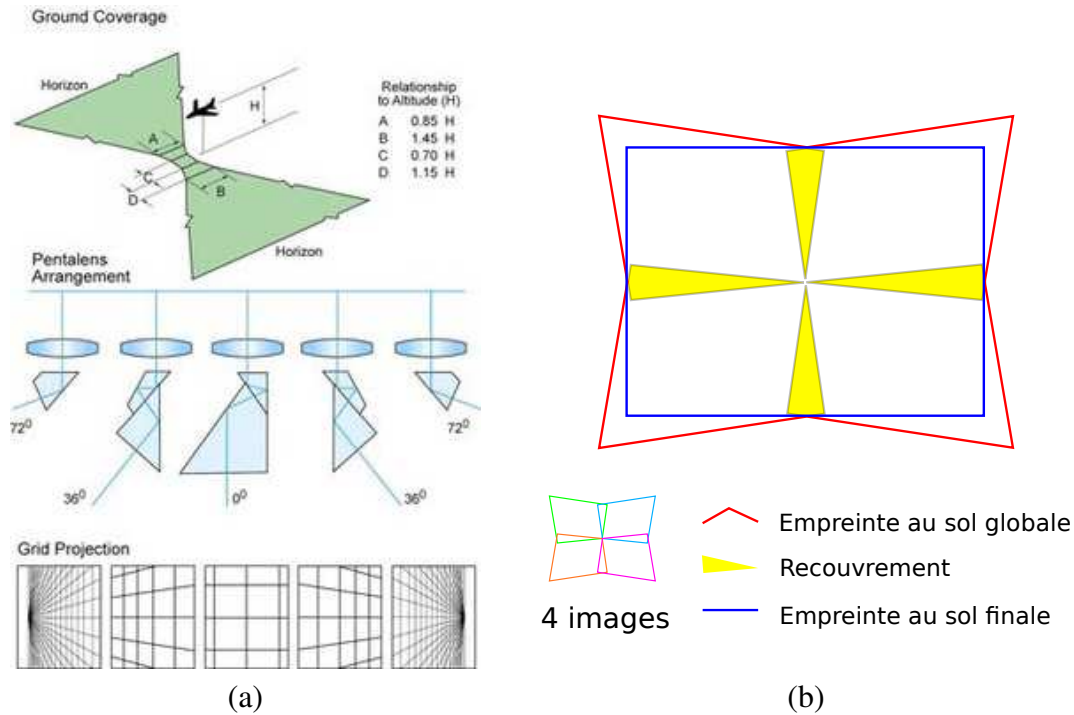 Ground Coverage
Horizon
H
A
C
D
B
Horizon
Relationship
to Altitude (H)
A 0.85 H
B 1.45 H
C 0.70 H
D 1.15 H
Pentalens
Arrangement
72⁰
36⁰
0⁰
36⁰
72⁰
Grid Projection
(a)
4 images
Empreinte au sol globale
Recouvrement
Empreinte au sol finale
(b)